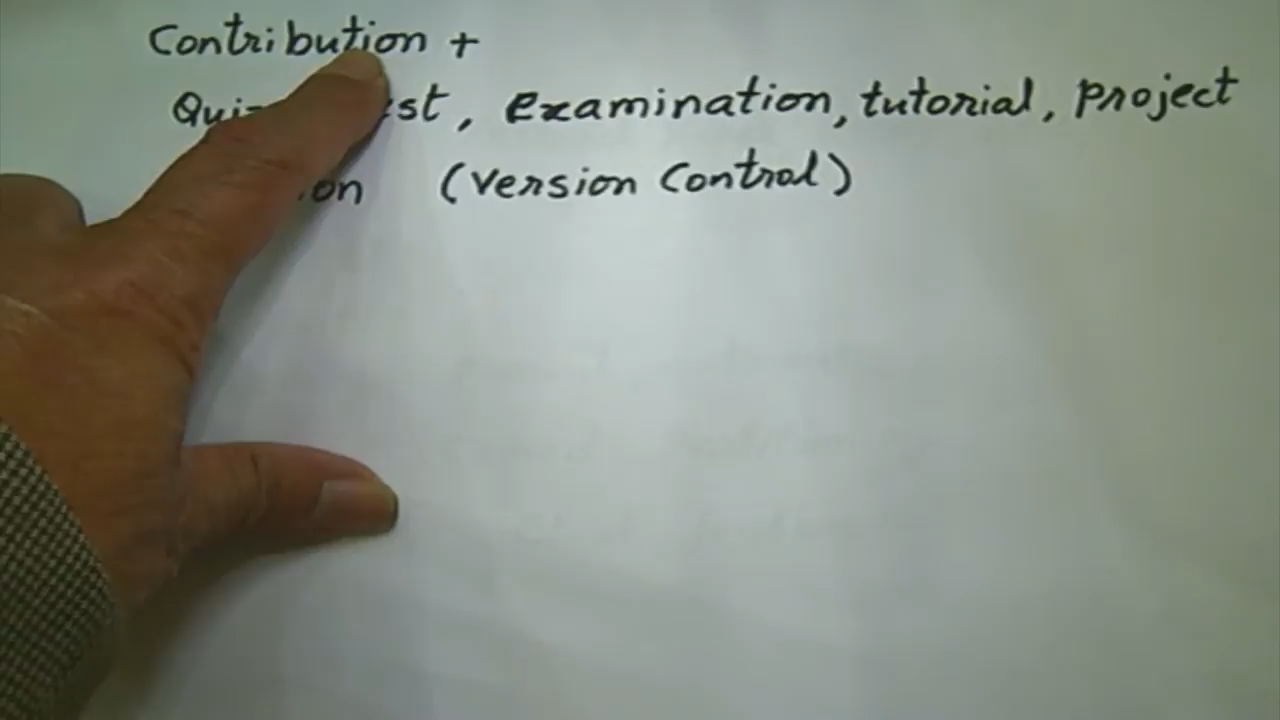 Contribution +
, Examination, tutorial, project
(Version Control)